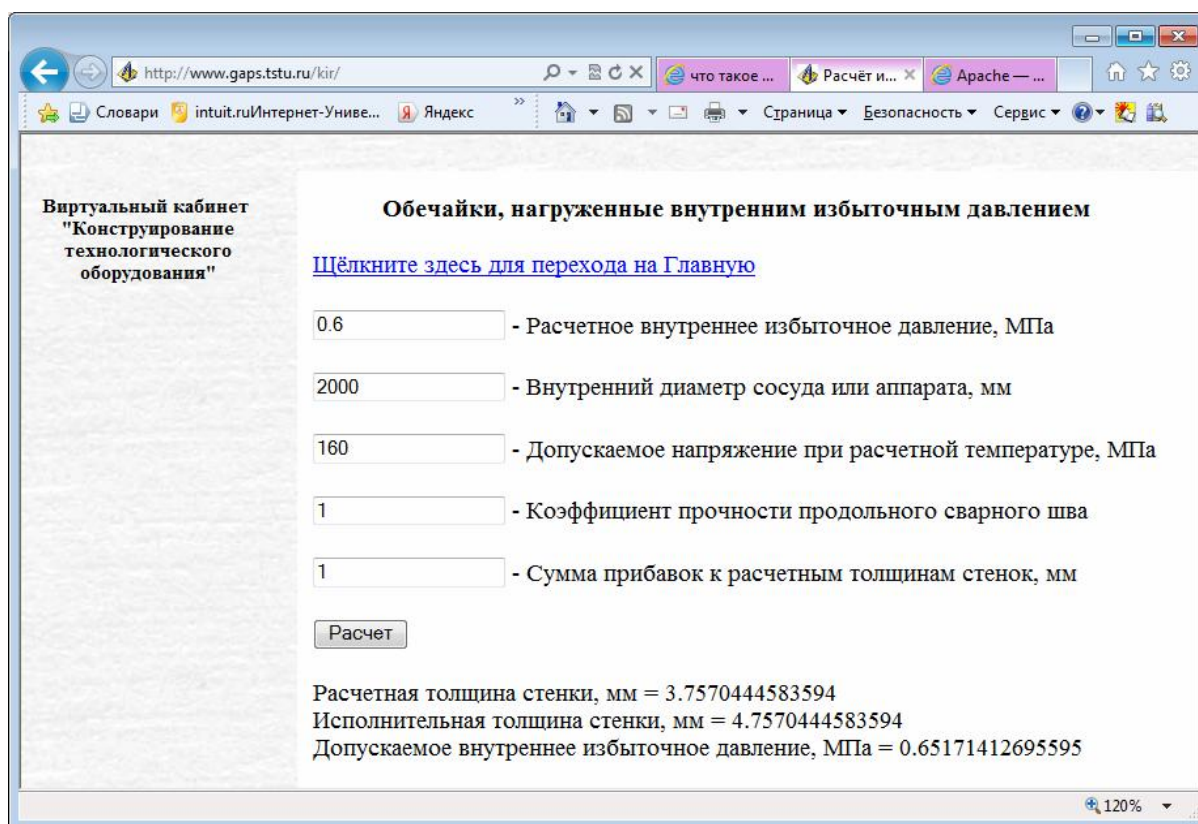 http://www.gaps.tstu.ru/kir/
что такое ...
Расчёт и...
Apache — ...
Словари
intuit.ruИнтернет-Униве...
Яндекс
Страница
Безопасность
Сервис
Виртуальный кабинет
"Конструирование
технологического
оборудования"
Обечайки, нагруженные внутренним избыточным давлением
Щёлкните здесь для перехода на Главную
0.6 - Расчетное внутреннее избыточное давление, МПа
2000 - Внутренний диаметр сосуда или аппарата, мм
160 - Допускаемое напряжение при расчетной температуре, МПа
1 - Коэффициент прочности продольного сварного шва
1 - Сумма прибавок к расчетным толщинам стенок, мм
Расчет
Расчетная толщина стенки, мм = 3.7570444583594
Исполнительная толщина стенки, мм = 4.7570444583594
Допускаемое внутреннее избыточное давление, МПа = 0.65171412695595
120%